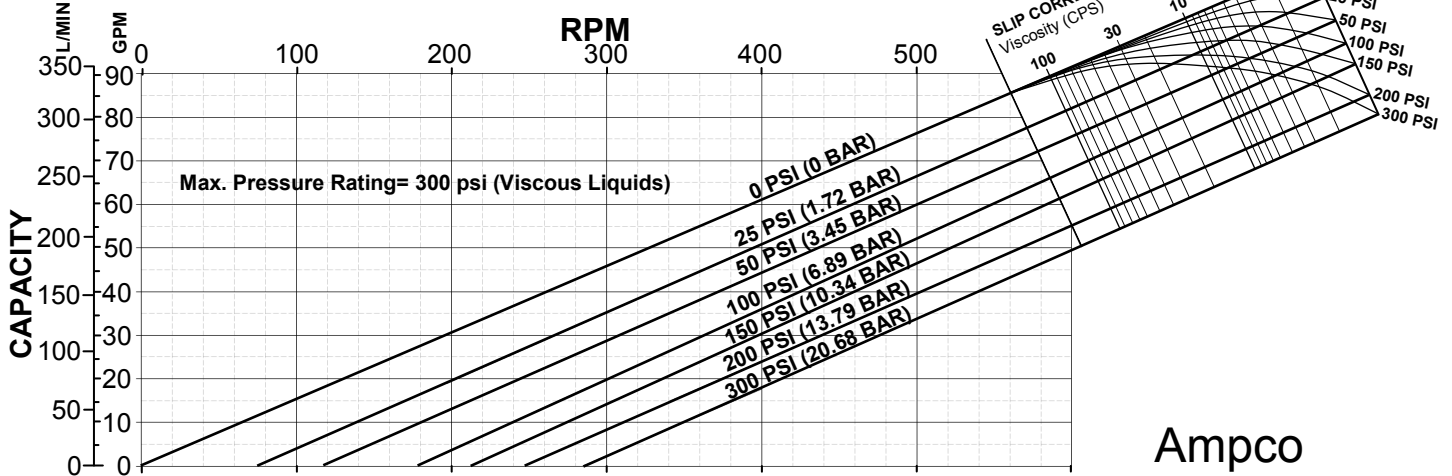 L/MIN
GPM
RPM
0 100 200 300 400 500
SLIP CORRE
Viscosity (CPS)
100 30 10
PSI
50 PSI
100 PSI
150 PSI
200 PSI
300 PSI
350
300
250
200
150
100
50
0
90
80
70
60
50
40
30
20
10
0
CAPACITY
Max. Pressure Rating= 300 psi (Viscous Liquids)
0 PSI (0 BAR)
25 PSI (1.72 BAR)
50 PSI (3.45 BAR)
100 PSI (6.89 BAR)
150 PSI (10.34 BAR)
200 PSI (13.79 BAR)
300 PSI (20.68 BAR)
Ampco